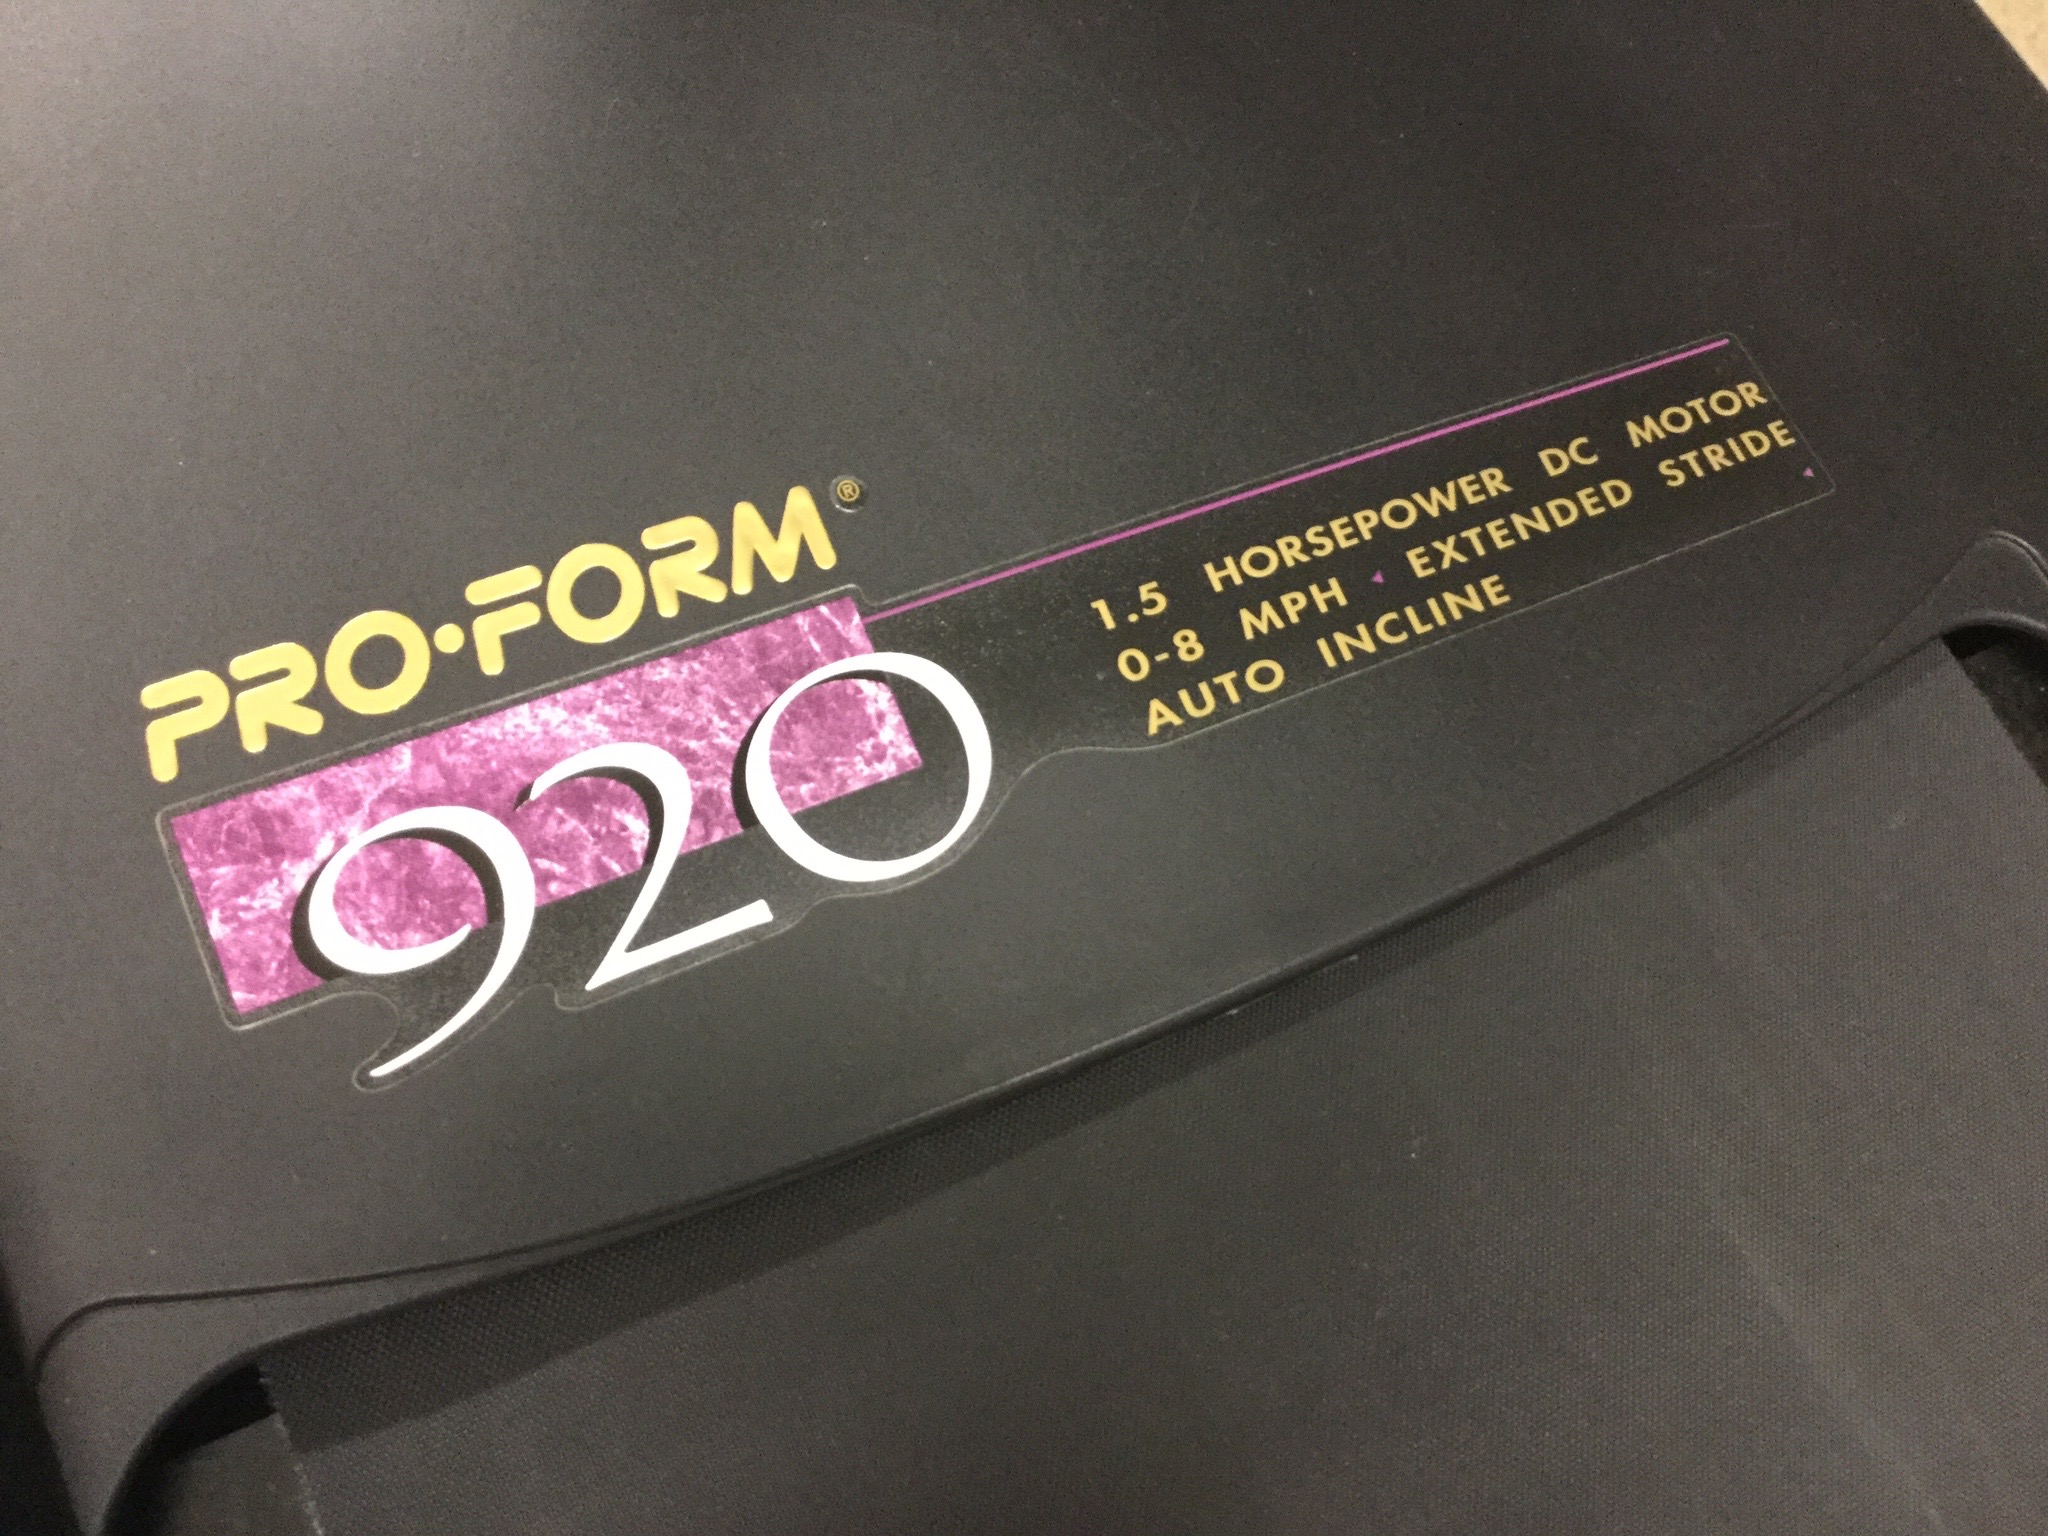 PRO•FORM®
920
1.5 HORSEPOWER DC MOTOR
0-8 MPH ◂ EXTENDED STRIDE ◂
AUTO INCLINE